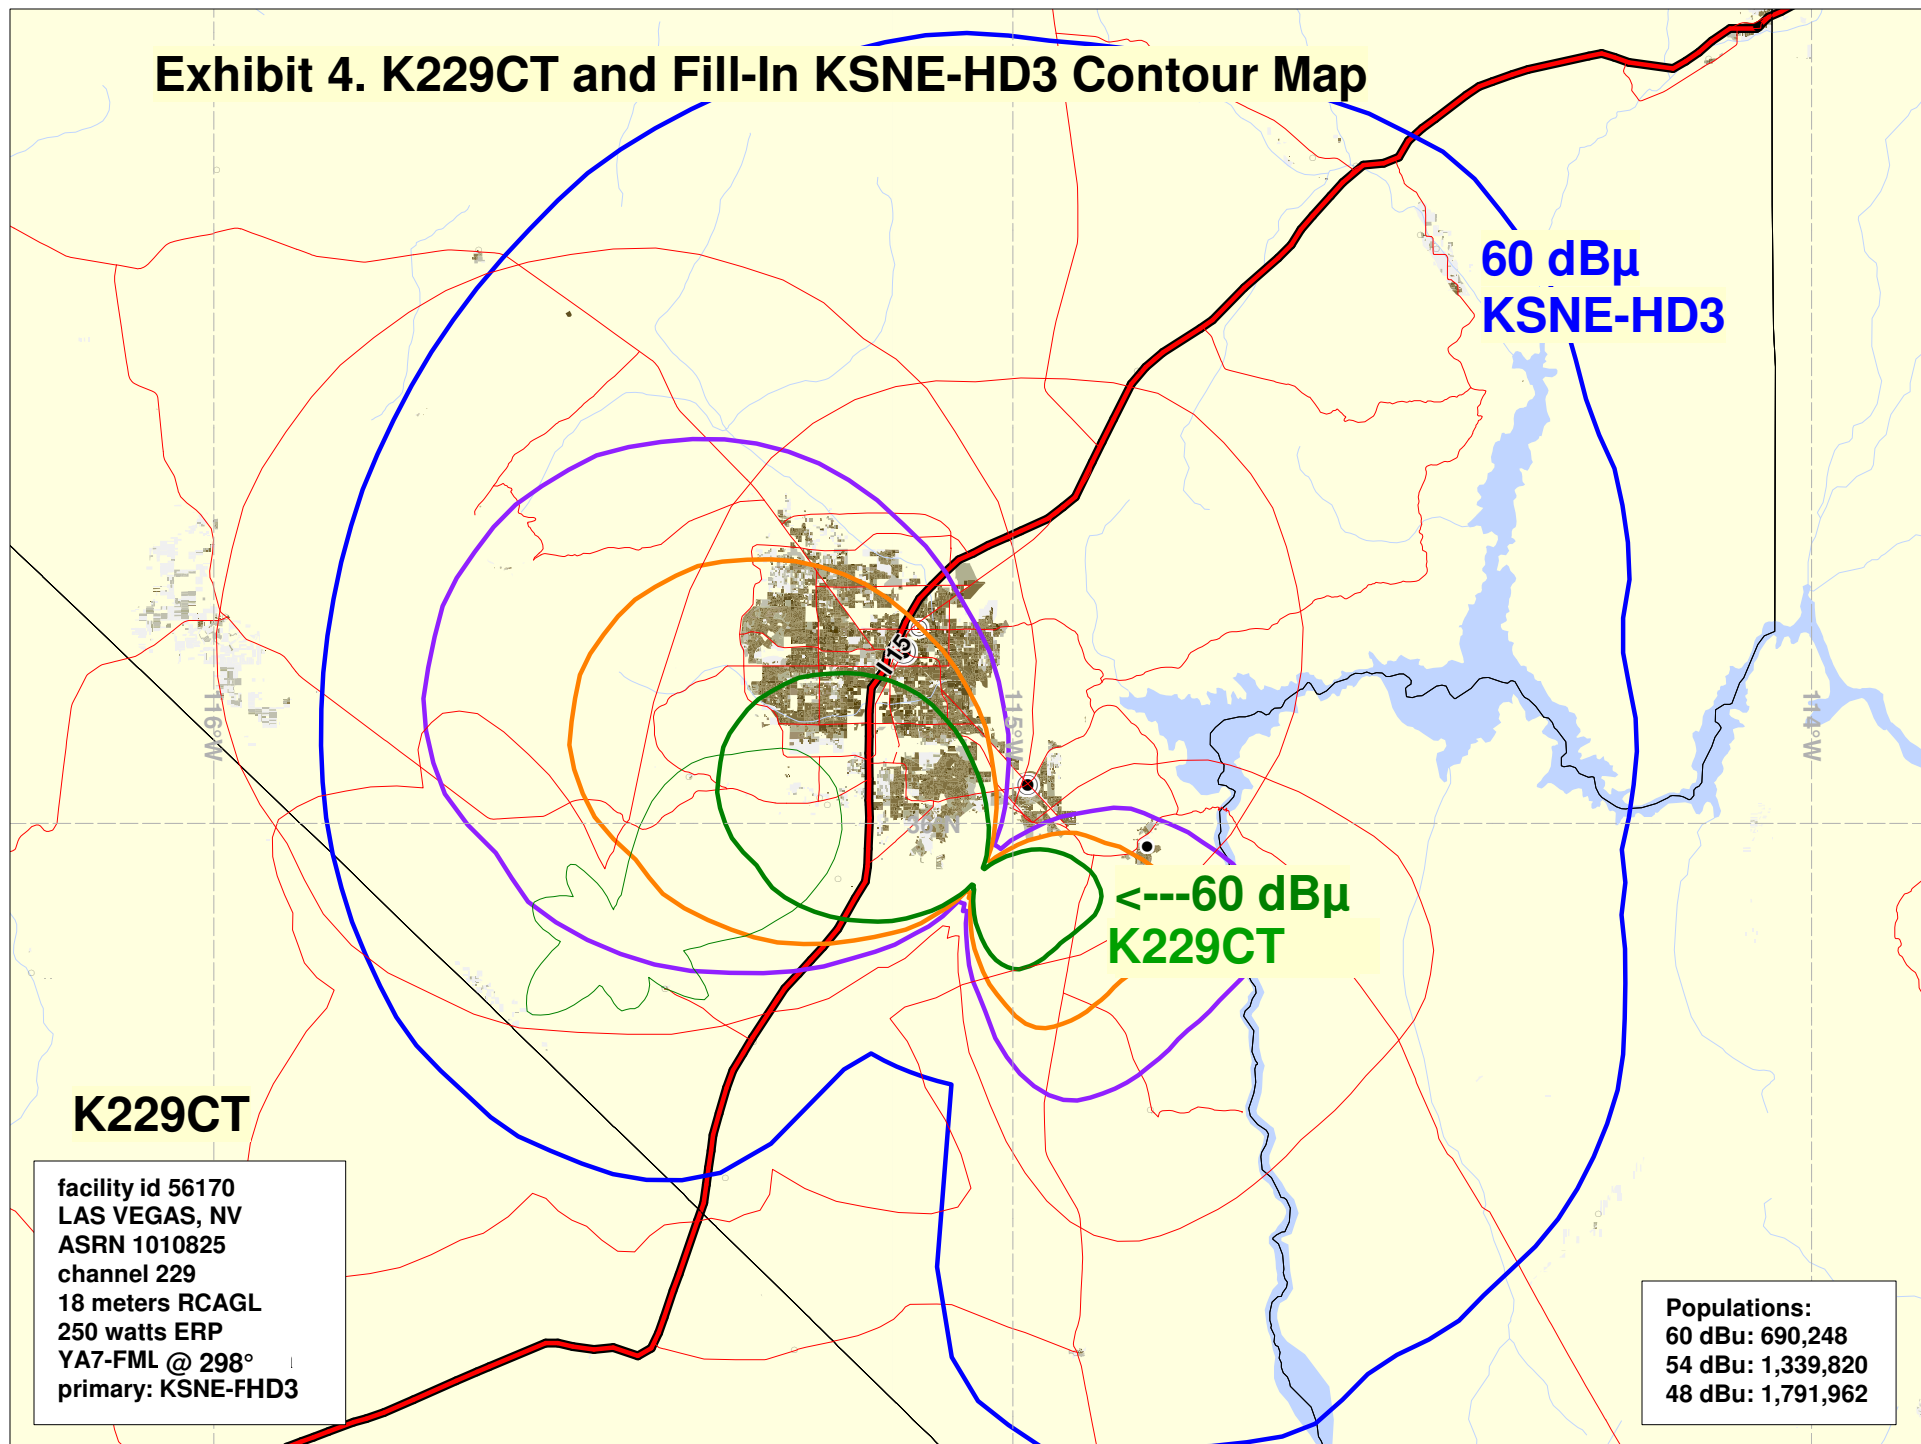 Exhibit 4. K229CT and Fill-In KSNE-HD3 Contour Map
60 dBµ
KSNE-HD3
I 15
116°W
115°W
114°W
36°N
<---60 dBµ
K229CT
K229CT
facility id 56170
LAS VEGAS, NV
ASRN 1010825
channel 229
18 meters RCAGL
250 watts ERP
YA7-FML @ 298°
primary: KSNE-FHD3
Populations:
60 dBu: 690,248
54 dBu: 1,339,820
48 dBu: 1,791,962